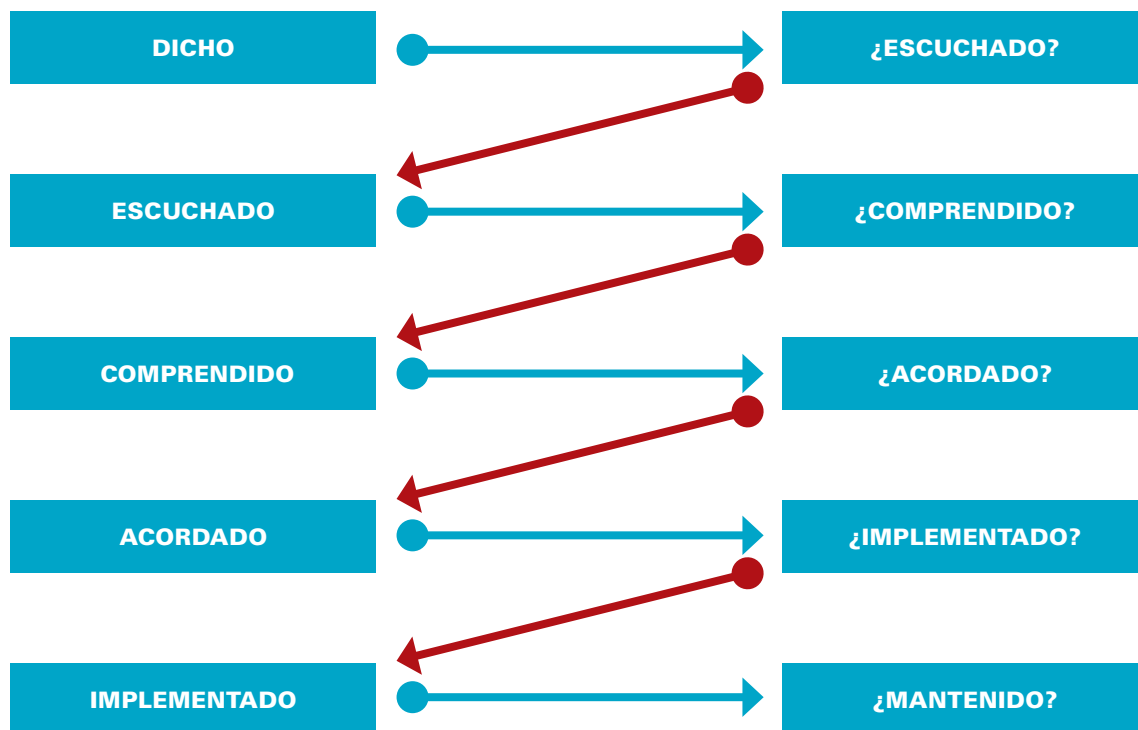 DICHO
¿ESCUCHADO?
ESCUCHADO
¿COMPRENDIDO?
COMPRENDIDO
¿ACORDADO?
ACORDADO
¿IMPLEMENTADO?
IMPLEMENTADO
¿MANTENIDO?